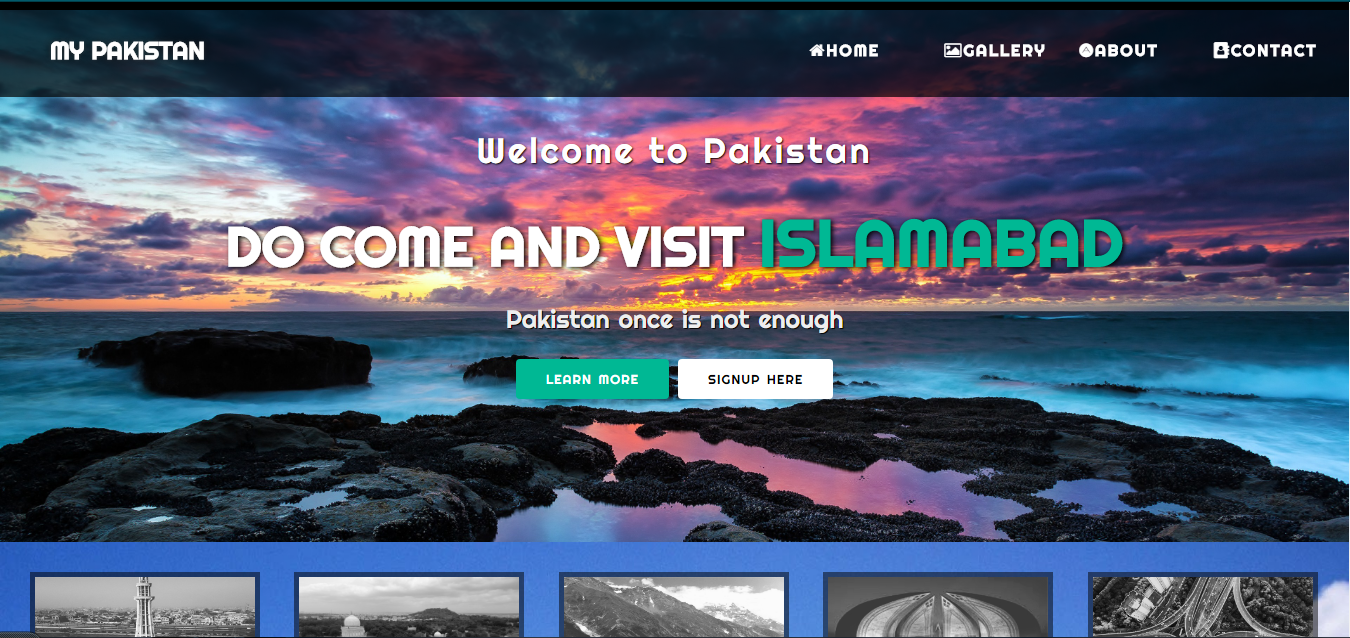 MY PAKISTAN
HOME GALLERY ABOUT CONTACT
Welcome to Pakistan
DO COME AND VISIT ISLAMABAD
Pakistan once is not enough
LEARN MORE SIGNUP HERE